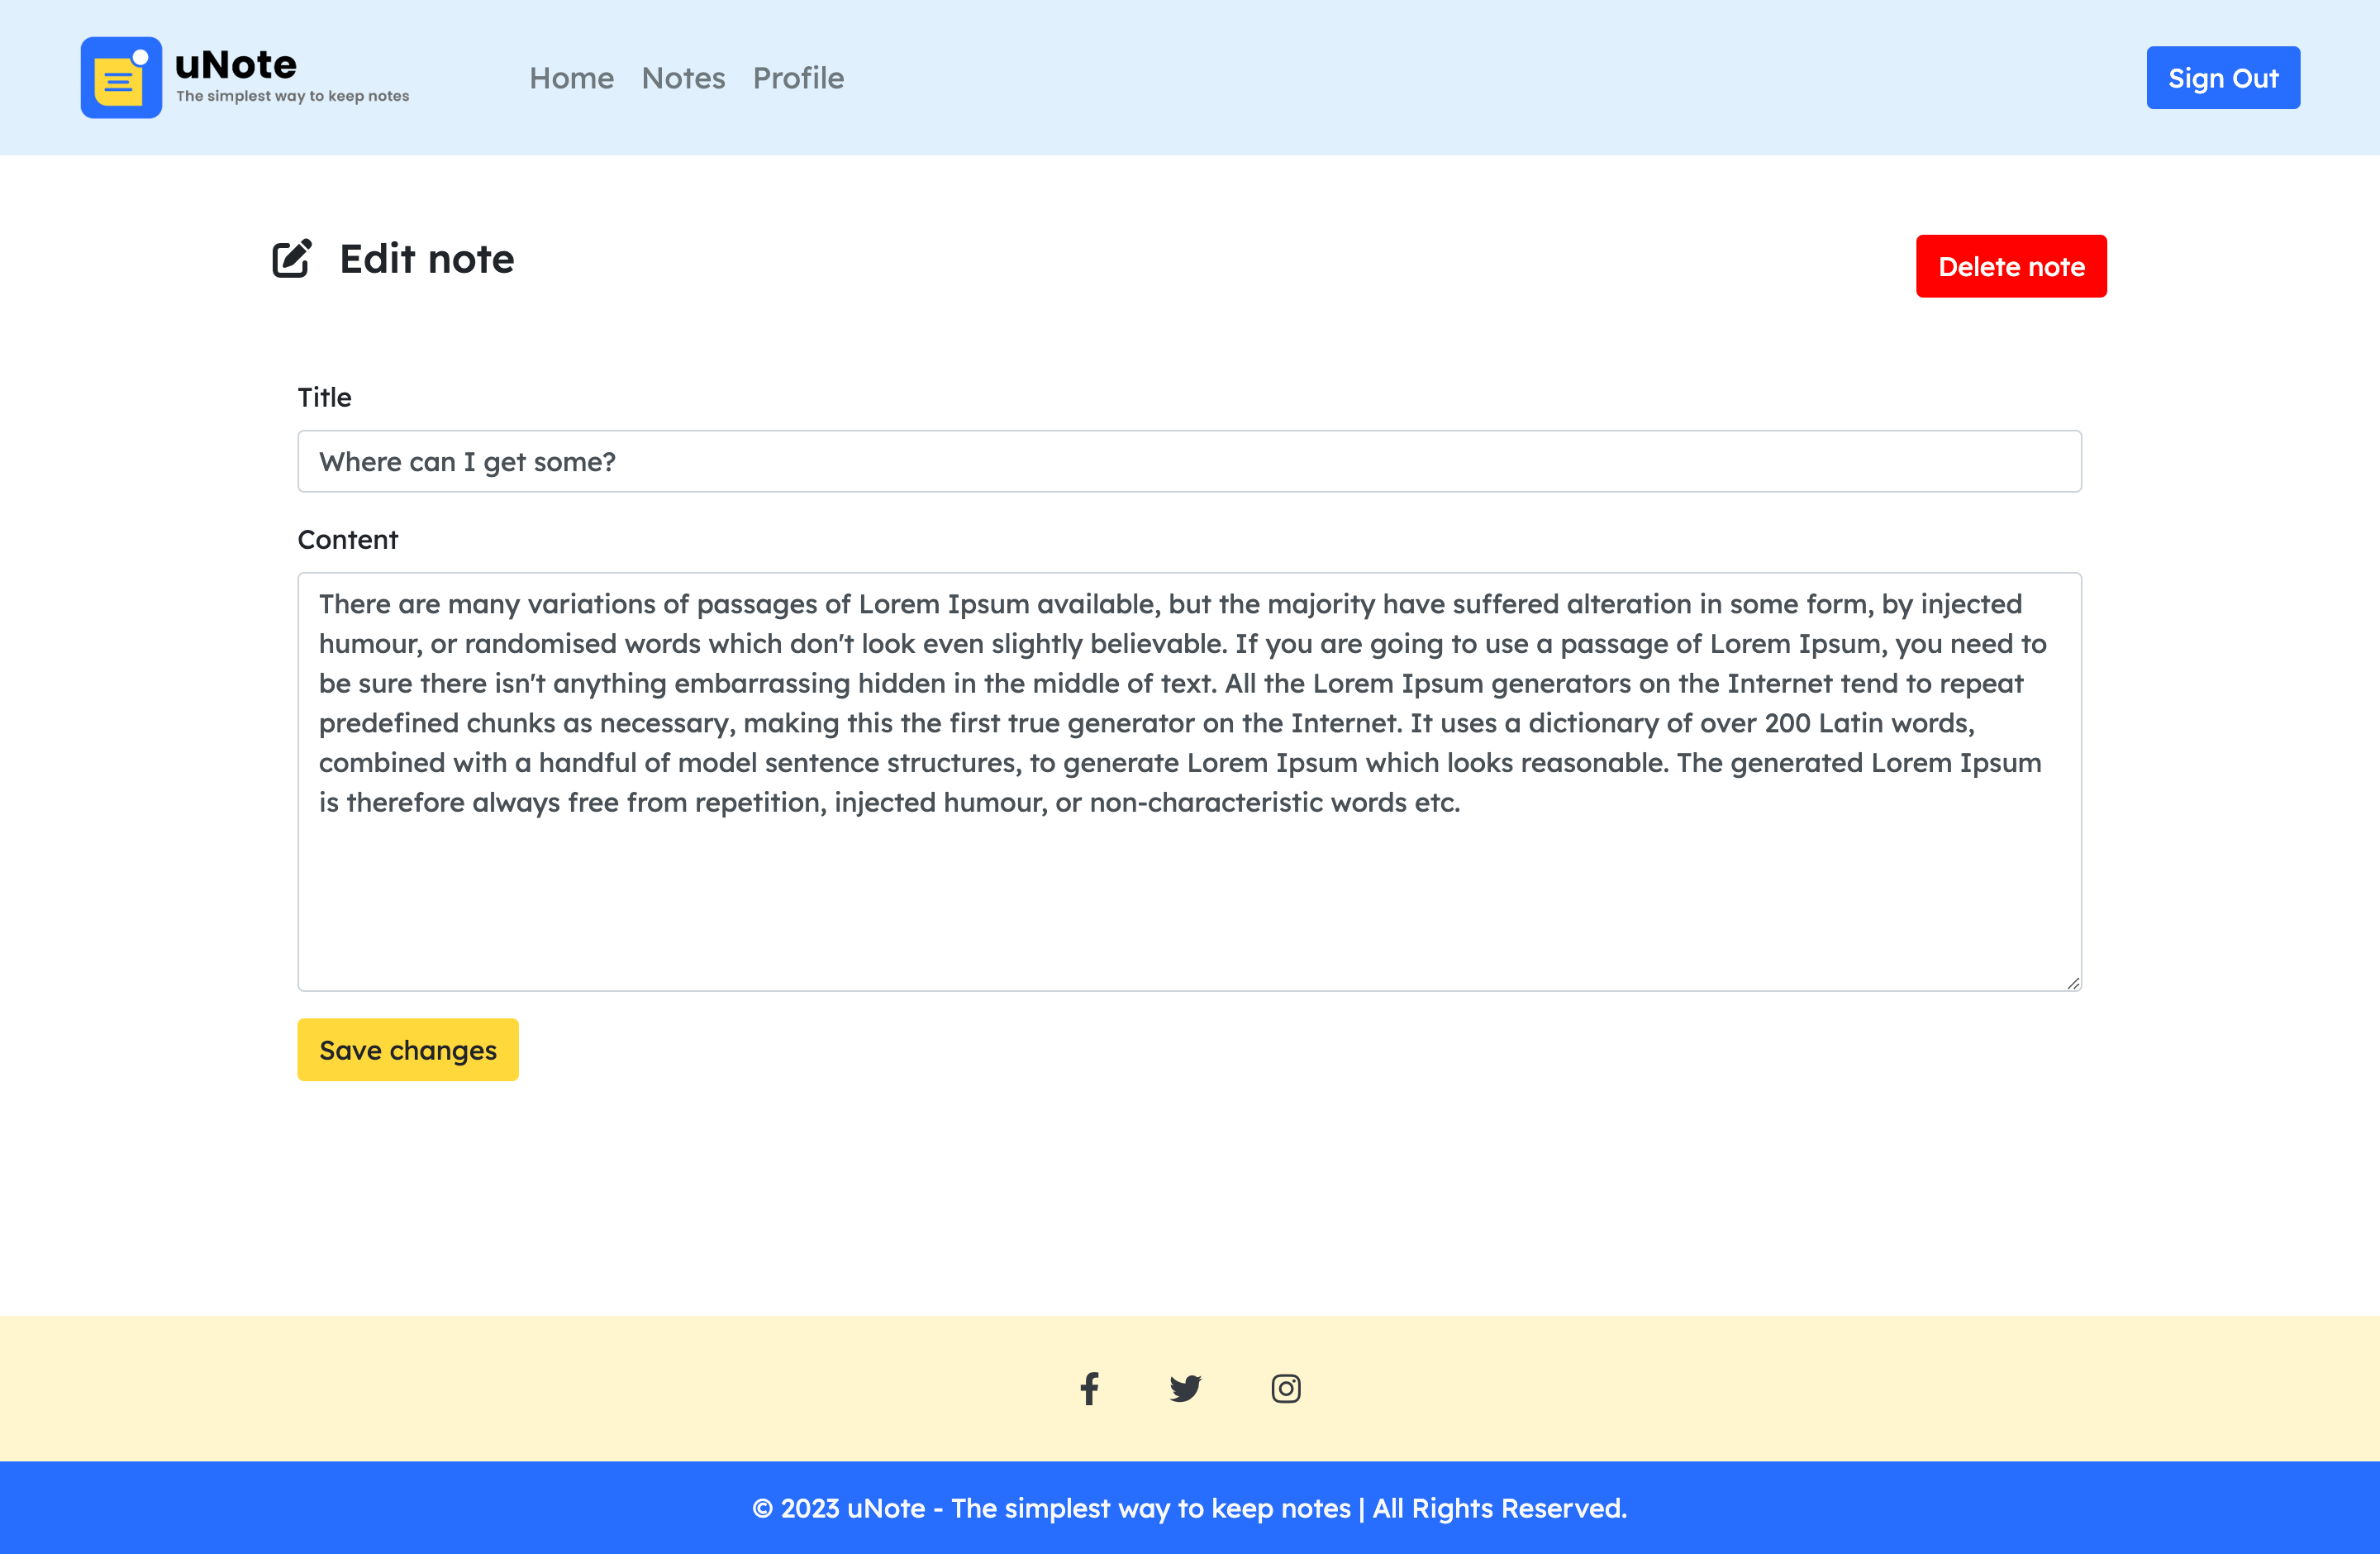 uNote
The simplest way to keep notes
Home Notes Profile
Sign Out
Edit note
Delete note
Title
Where can I get some?
Content
There are many variations of passages of Lorem Ipsum available, but the majority have suffered alteration in some form, by injected
humour, or randomised words which don't look even slightly believable. If you are going to use a passage of Lorem Ipsum, you need to
be sure there isn't anything embarrassing hidden in the middle of text. All the Lorem Ipsum generators on the Internet tend to repeat
predefined chunks as necessary, making this the first true generator on the Internet. It uses a dictionary of over 200 Latin words,
combined with a handful of model sentence structures, to generate Lorem Ipsum which looks reasonable. The generated Lorem Ipsum
is therefore always free from repetition, injected humour, or non-characteristic words etc.
Save changes
© 2023 uNote - The simplest way to keep notes | All Rights Reserved.